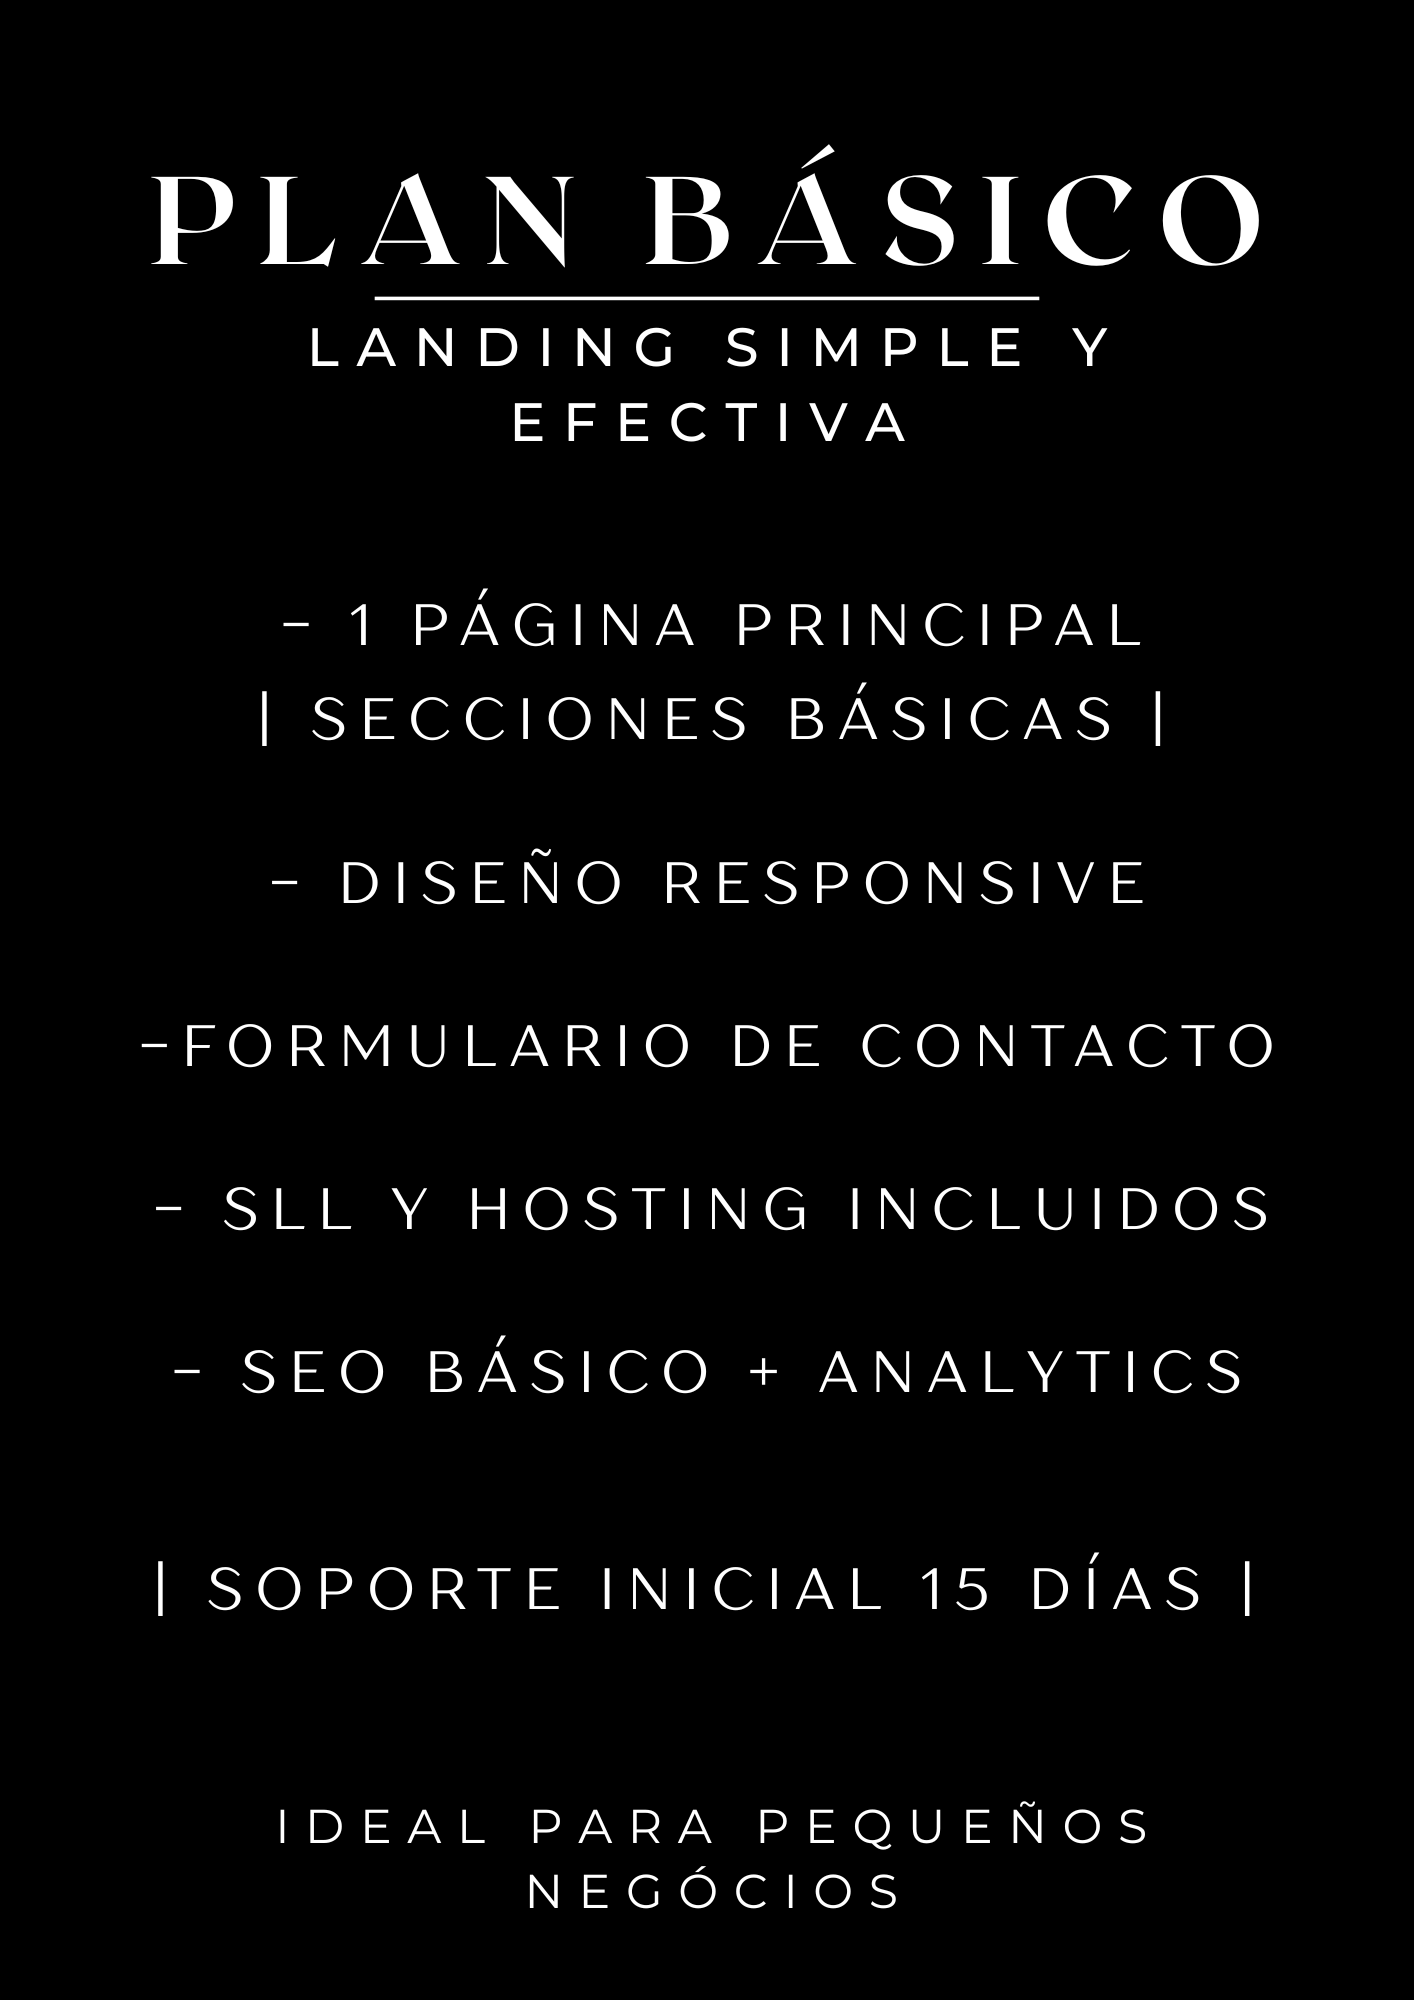 PLAN BÁSICO
LANDING SIMPLE Y
EFECTIVA
- 1 PÁGINA PRINCIPAL
| SECCIONES BÁSICAS |
- DISEÑO RESPONSIVE
-FORMULARIO DE CONTACTO
- SLL Y HOSTING INCLUIDOS
- SEO BÁSICO + ANALYTICS
| SOPORTE INICIAL 15 DÍAS |
IDEAL PARA PEQUEÑOS
NEGÓCIOS